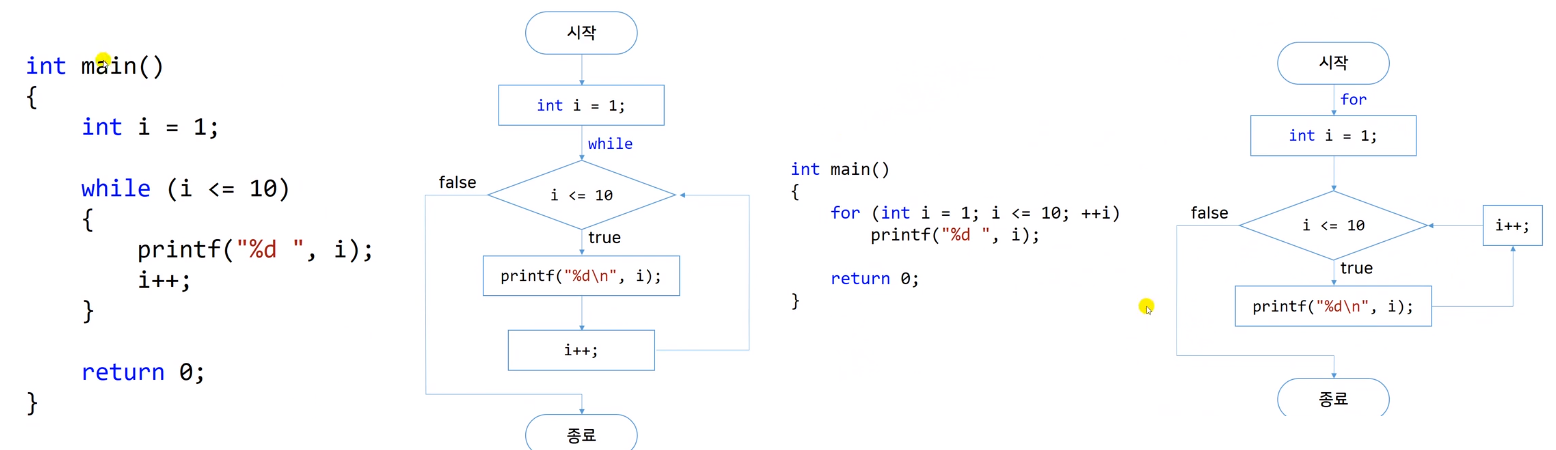 int main()
{
int i = 1;
while (i <= 10)
{
printf("%d ", i);
i++;
}
return 0;
}
시작
int i = 1;
while
false
i <= 10
true
printf("%d\n", i);
i++;
종료
int main()
{
for (int i = 1; i <= 10; ++i)
printf("%d ", i);
return 0;
}
시작
for
int i = 1;
false
i <= 10
i++;
true
printf("%d\n", i);
종료